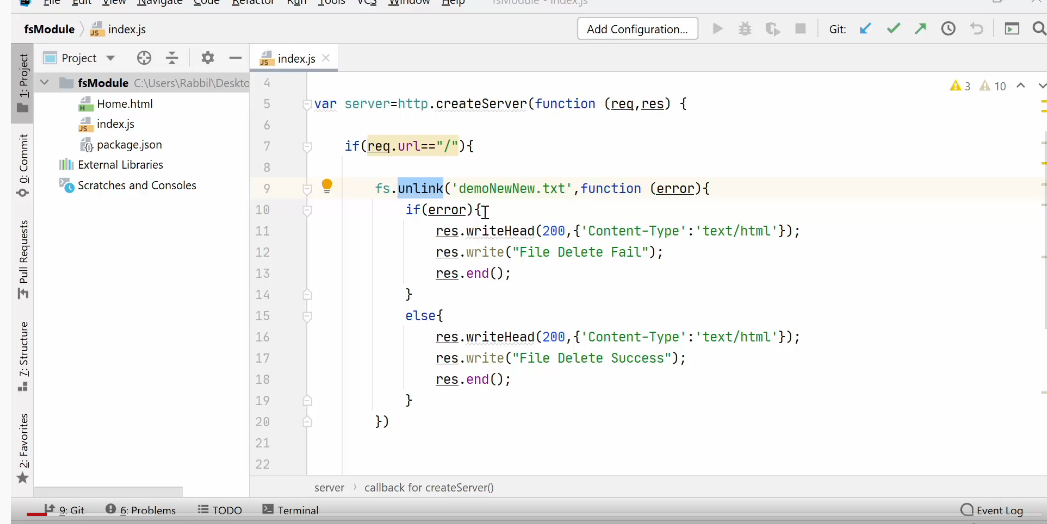 File Edit View Navigate Code Refactor Run Tools VCS Window Help fsModule - index.js
fsModule index.js Add Configuration... Git:
Project
index.js
fsModule C:\Users\Rabbil\Deskto
Home.html
index.js
package.json
External Libraries
Scratches and Consoles
1: Project
0: Commit
Pull Requests
7: Structure
2: Favorites
3 10
4
5 var server=http.createServer(function (req,res) {
6
7 if(req.url=="/"){
8
9 fs.unlink('demoNewNew.txt',function (error){
10 if(error){
11 res.writeHead(200,{'Content-Type':'text/html'});
12 res.write("File Delete Fail");
13 res.end();
14 }
15 else{
16 res.writeHead(200,{'Content-Type':'text/html'});
17 res.write("File Delete Success");
18 res.end();
19 }
20 })
21
22
server callback for createServer()
9: Git 6: Problems TODO Terminal Event Log